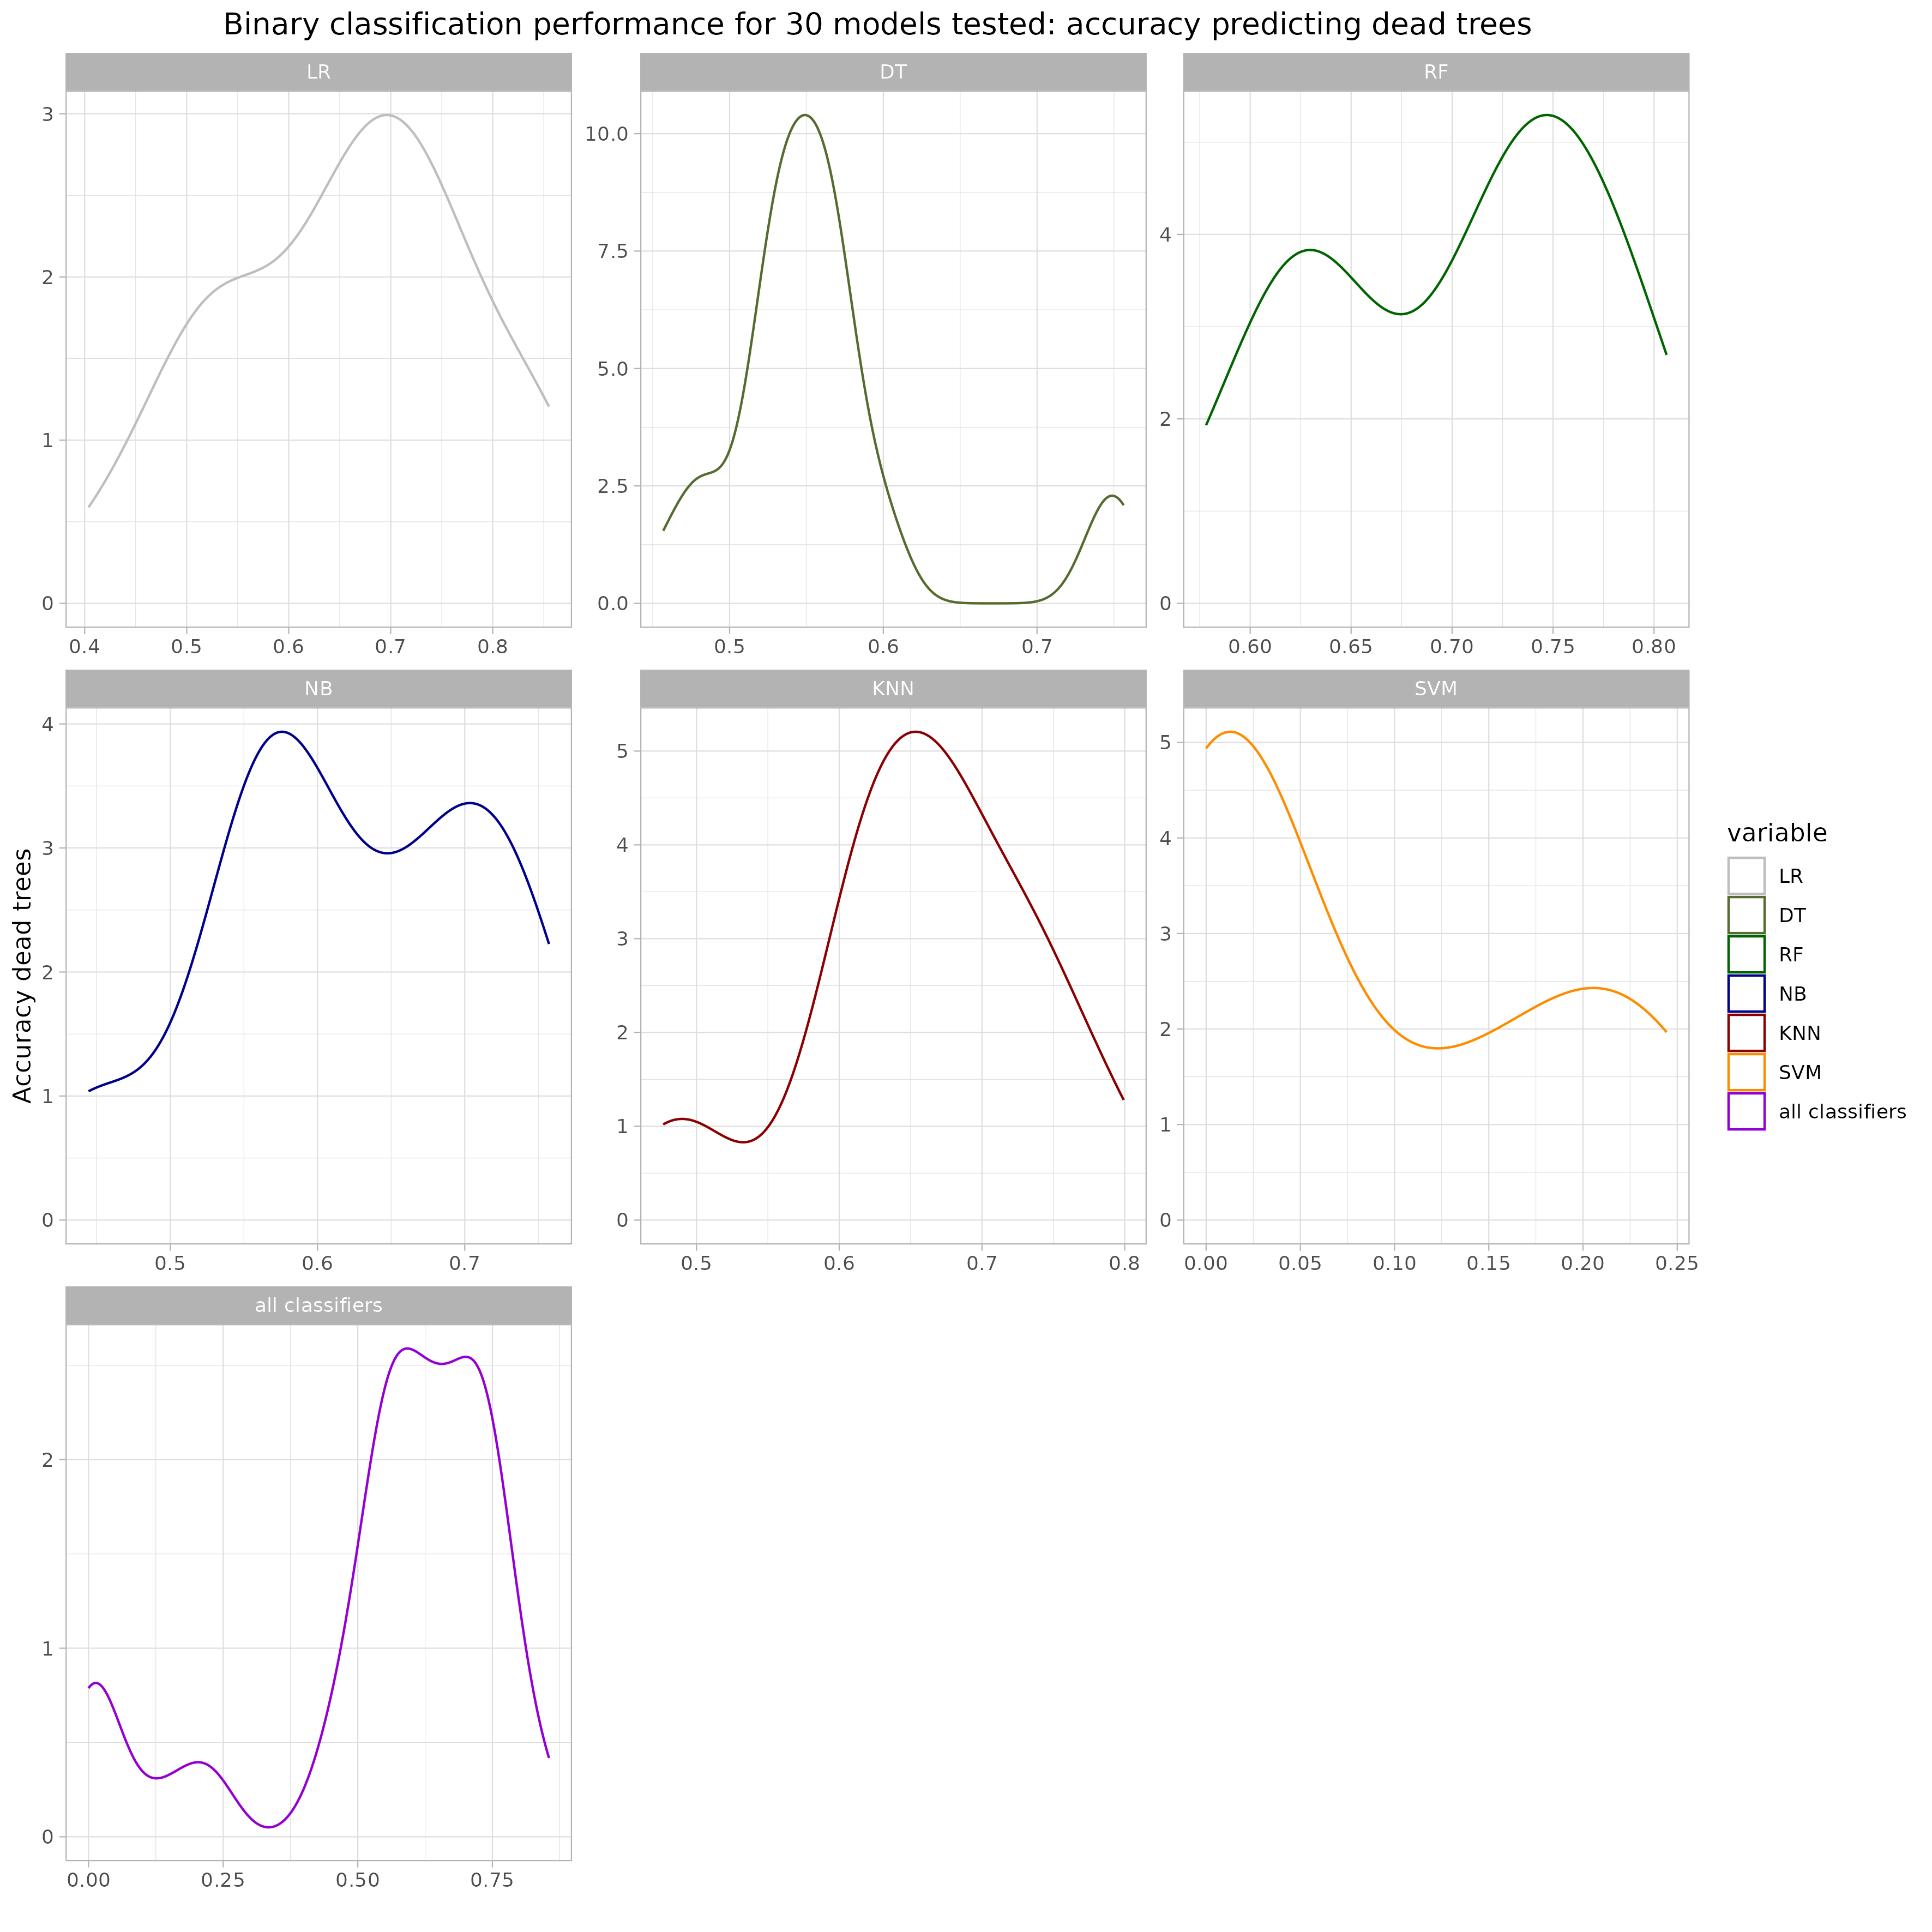 Binary classification performance for 30 models tested: accuracy predicting dead trees
LR
DT
RF
3
2
1
0
10.0
7.5
5.0
2.5
0.0
4
2
0
0.4 0.5 0.6 0.7 0.8
0.5 0.6 0.7
0.60 0.65 0.70 0.75 0.80
NB
KNN
SVM
4
3
2
1
0
5
4
3
2
1
0
5
4
3
2
1
0
0.5 0.6 0.7
0.5 0.6 0.7 0.8
0.00 0.05 0.10 0.15 0.20 0.25
all classifiers
2
1
0
0.00 0.25 0.50 0.75
Accuracy dead trees
variable
LR
DT
RF
NB
KNN
SVM
all classifiers